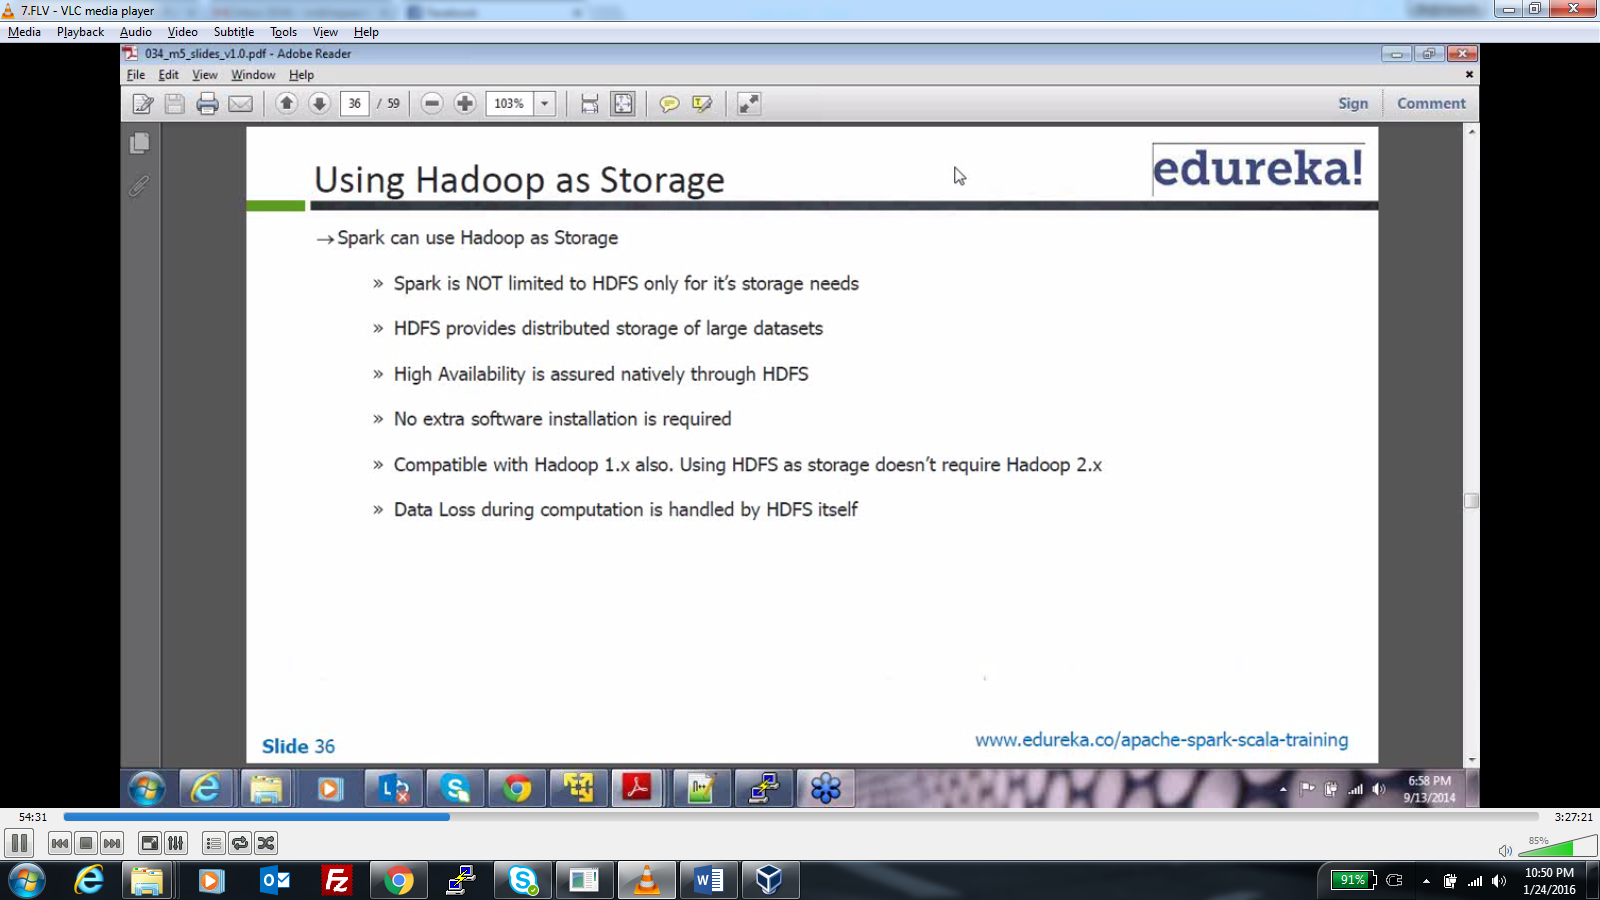 7.FLV - VLC media player
Media Playback Audio Video Subtitle Tools View Help
034_m5_slides_v1.0.pdf - Adobe Reader
File Edit View Window Help
36 / 59 103% Sign Comment
Using Hadoop as Storage
edureka!
→Spark can use Hadoop as Storage
» Spark is NOT limited to HDFS only for it's storage needs
» HDFS provides distributed storage of large datasets
» High Availability is assured natively through HDFS
» No extra software installation is required
» Compatible with Hadoop 1.x also. Using HDFS as storage doesn't require Hadoop 2.x
» Data Loss during computation is handled by HDFS itself
Slide 36
www.edureka.co/apache-spark-scala-training
6:58 PM
9/13/2014
54:31 3:27:21
85%
91%
10:50 PM
1/24/2016